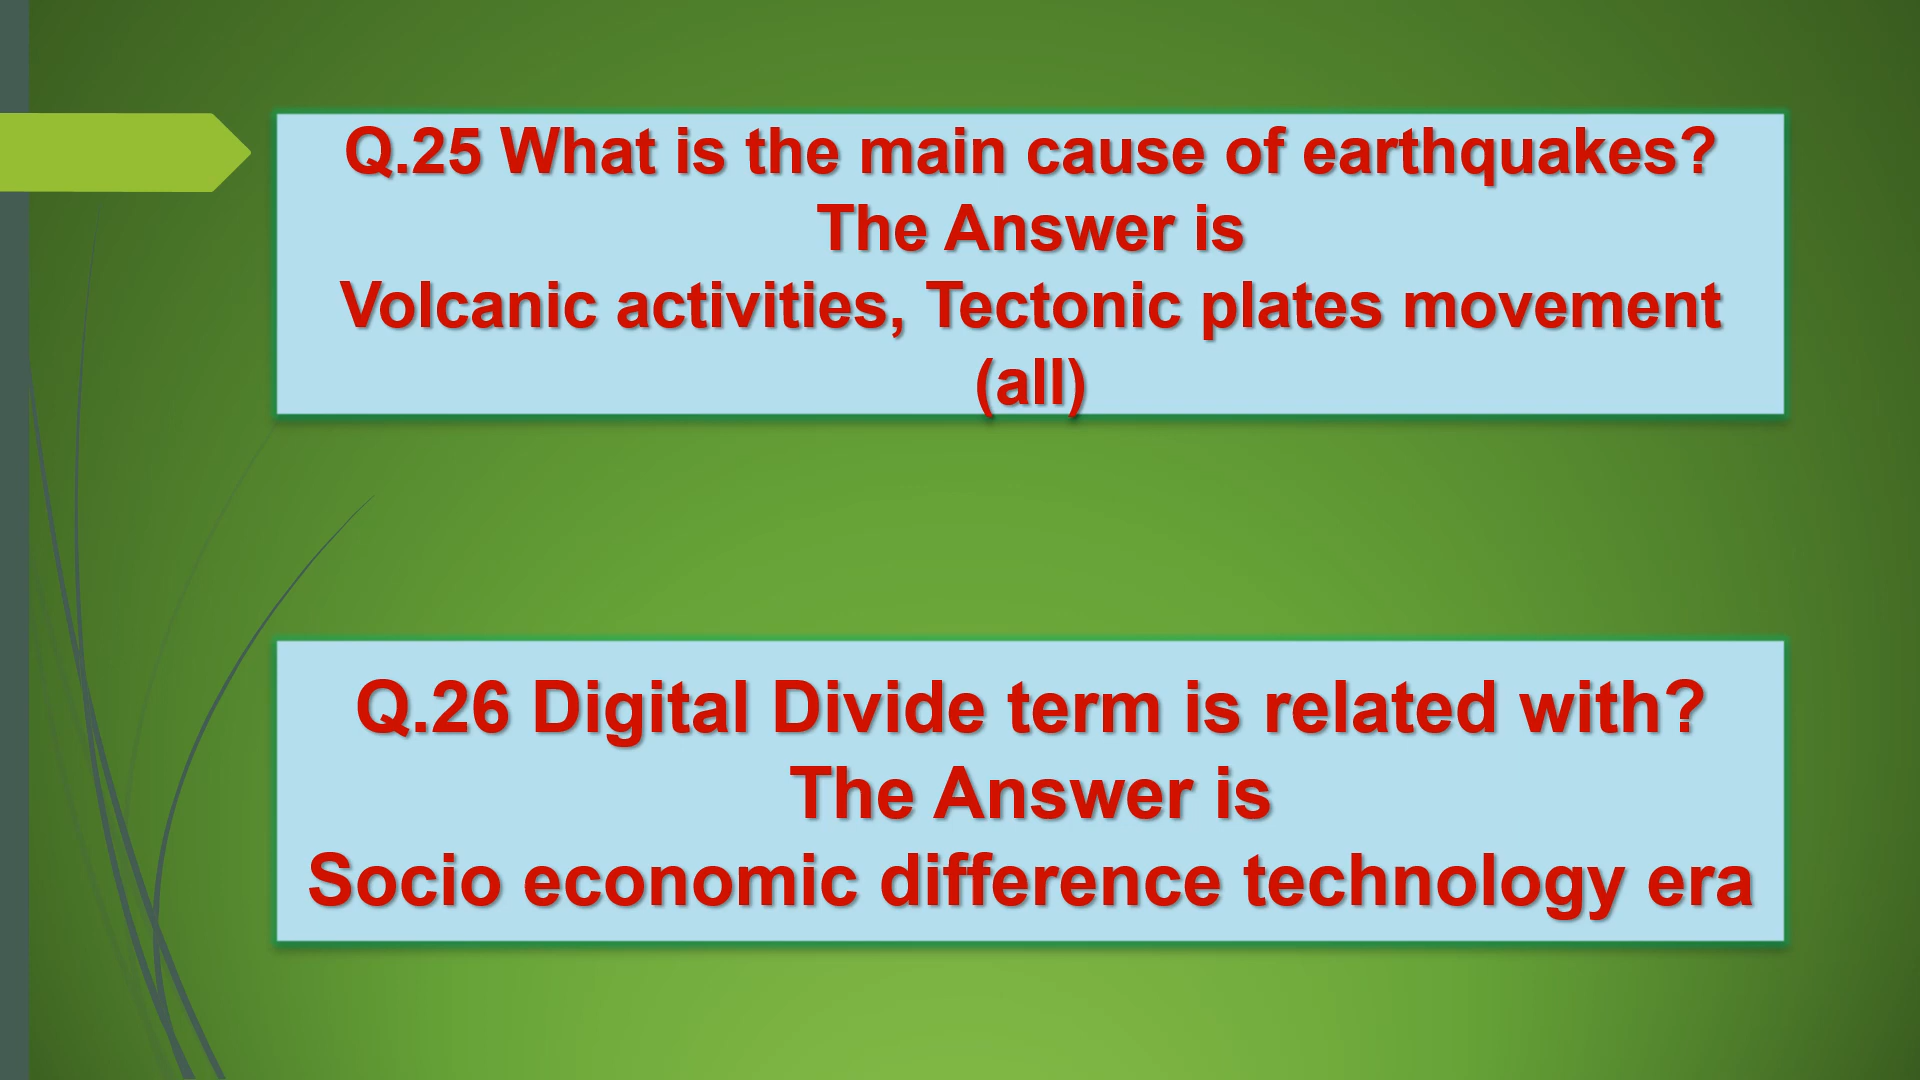 Q.25 What is the main cause of earthquakes?
The Answer is
Volcanic activities, Tectonic plates movement
(all)
Q.26 Digital Divide term is related with?
The Answer is
Socio economic difference technology era